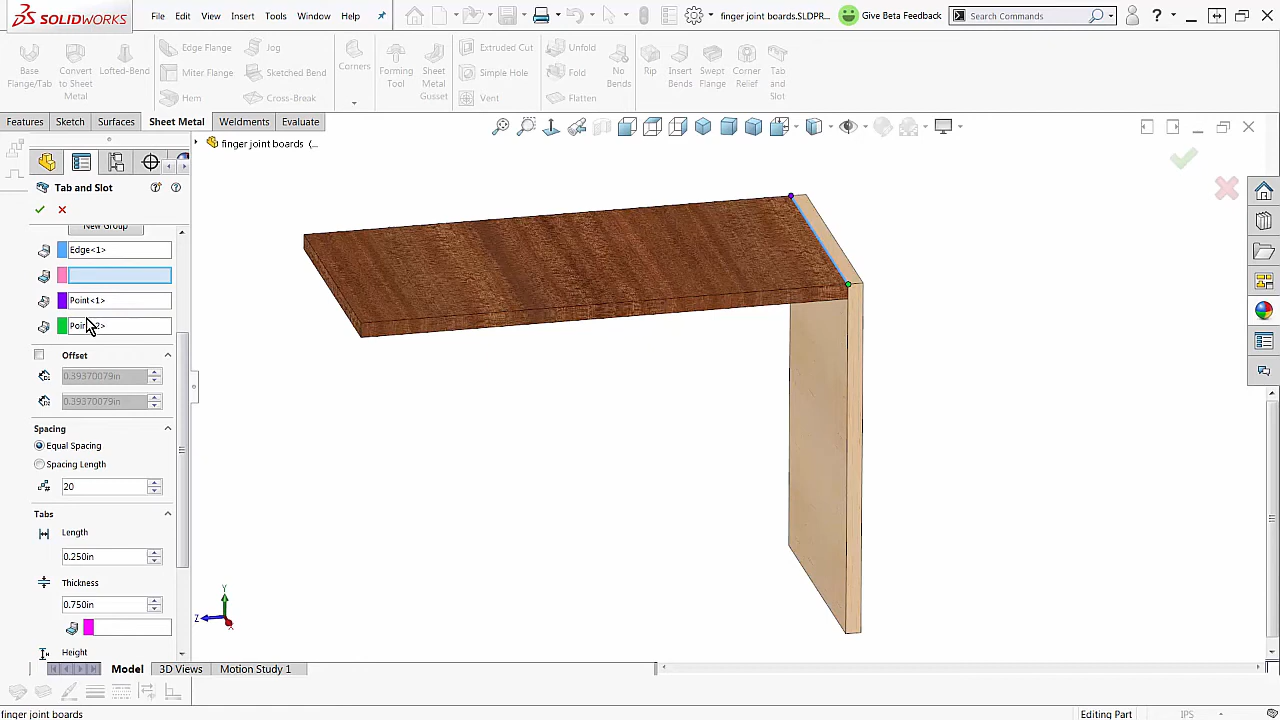 SOLIDWORKS File Edit View Insert Tools Window Help finger joint boards.SLDPR... Give Beta Feedback Search Commands ?
Base Flange/Tab Convert to Sheet Metal Lofted-Bend Edge Flange Miter Flange Hem Jog Sketched Bend Cross-Break Corners Forming Tool Sheet Metal Gusset Extruded Cut Simple Hole Vent Unfold Fold Flatten No Bends Rip Insert Bends Swept Flange Corner Relief Tab and Slot
Features Sketch Surfaces Sheet Metal Weldments Evaluate
finger joint boards (...
Tab and Slot
New Group
Edge<1>
Point<1>
Offset
0.39370079in
0.39370079in
Spacing
Equal Spacing
Spacing Length
20
Tabs
Length
0.250in
Thickness
0.750in
Height
Y
Z
X
Model 3D Views Motion Study 1
finger joint boards Editing Part IPS